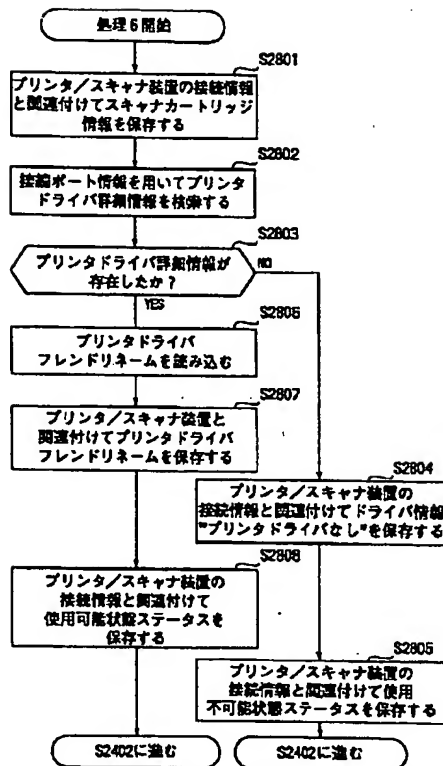 処理6開始
S2801
プリンタ/スキャナ装置の接続情報
と関連付けてスキャナカートリッジ
情報を保存する
S2802
接続ポート情報を用いてプリンタ
ドライバ詳細情報を検索する
S2803
プリンタドライバ詳細情報が
存在したか?
NO
YES
S2806
プリンタドライバ
フレンドリネームを読み込む
S2807
プリンタ/スキャナ装置と
関連付けてプリンタドライバ
フレンドリネームを保存する
S2804
プリンタ/スキャナ装置の
接続情報と関連付けてドライバ情報
"プリンタドライバなし"を保存する
S2808
プリンタ/スキャナ装置の
接続情報と関連付けて
使用可能状態ステータスを
保存する
S2805
プリンタ/スキャナ装置の
接続情報と関連付けて使用
不可能状態ステータスを保存する
S2402に進む
S2402に進む